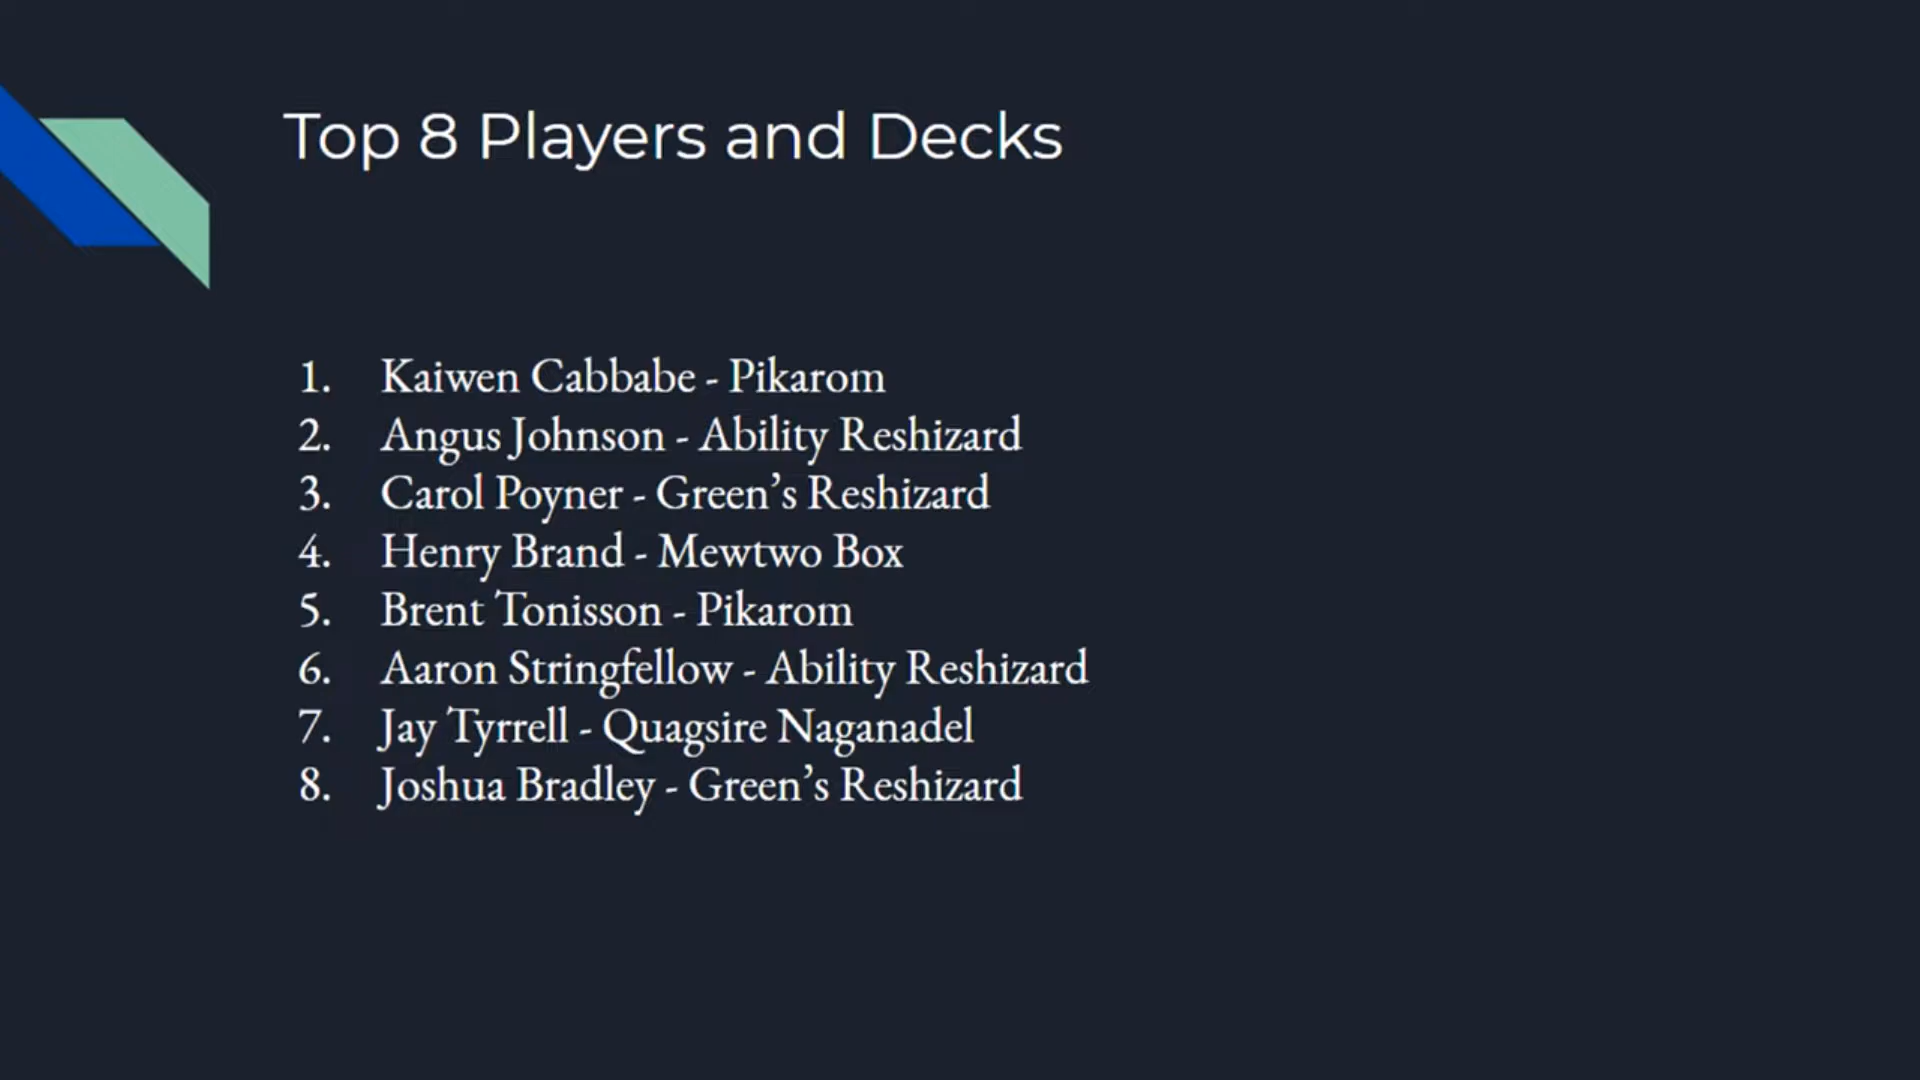 Top 8 Players and Decks
1. Kaiwen Cabbabe - Pikarom
2. Angus Johnson - Ability Reshizard
3. Carol Poyner - Green’s Reshizard
4. Henry Brand - Mewtwo Box
5. Brent Tonisson - Pikarom
6. Aaron Stringfellow - Ability Reshizard
7. Jay Tyrrell - Quagsire Naganadel
8. Joshua Bradley - Green’s Reshizard